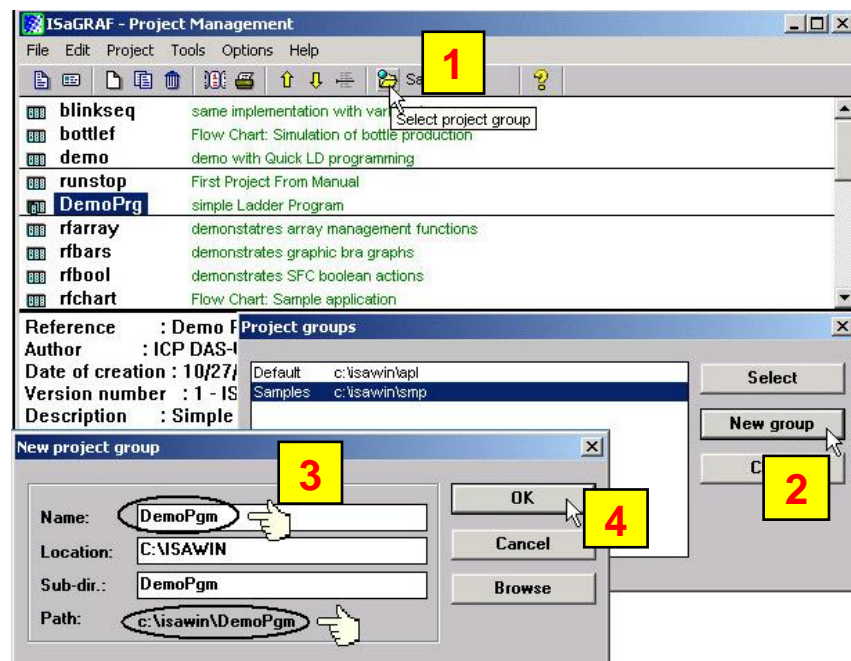 ISaGRAF - Project Management
File Edit Project Tools Options Help
1
Select project group
blinkseq same implementation with
bottlef Flow Chart: Simulation of bottle production
demo demo with Quick LD programming
runstop First Project From Manual
DemoPrg simple Ladder Program
rfarray demonstatres array management functions
rfbars demonstrates graphic bra graphs
rfbool demonstrates SFC boolean actions
rfchart Flow Chart: Sample application
Reference : Demo
Author : ICP DAS-
Date of creation : 10/27/
Version number : 1 - IS
Description : Simple
Project groups
Default c:\isawin\apl
Samples c:\isawin\smp
Select
New group
2
New project group
3
Name: DemoPgm
Location: C:\ISAWIN
Sub-dir.: DemoPgm
Path: c:\isawin\DemoPgm
OK
4
Cancel
Browse